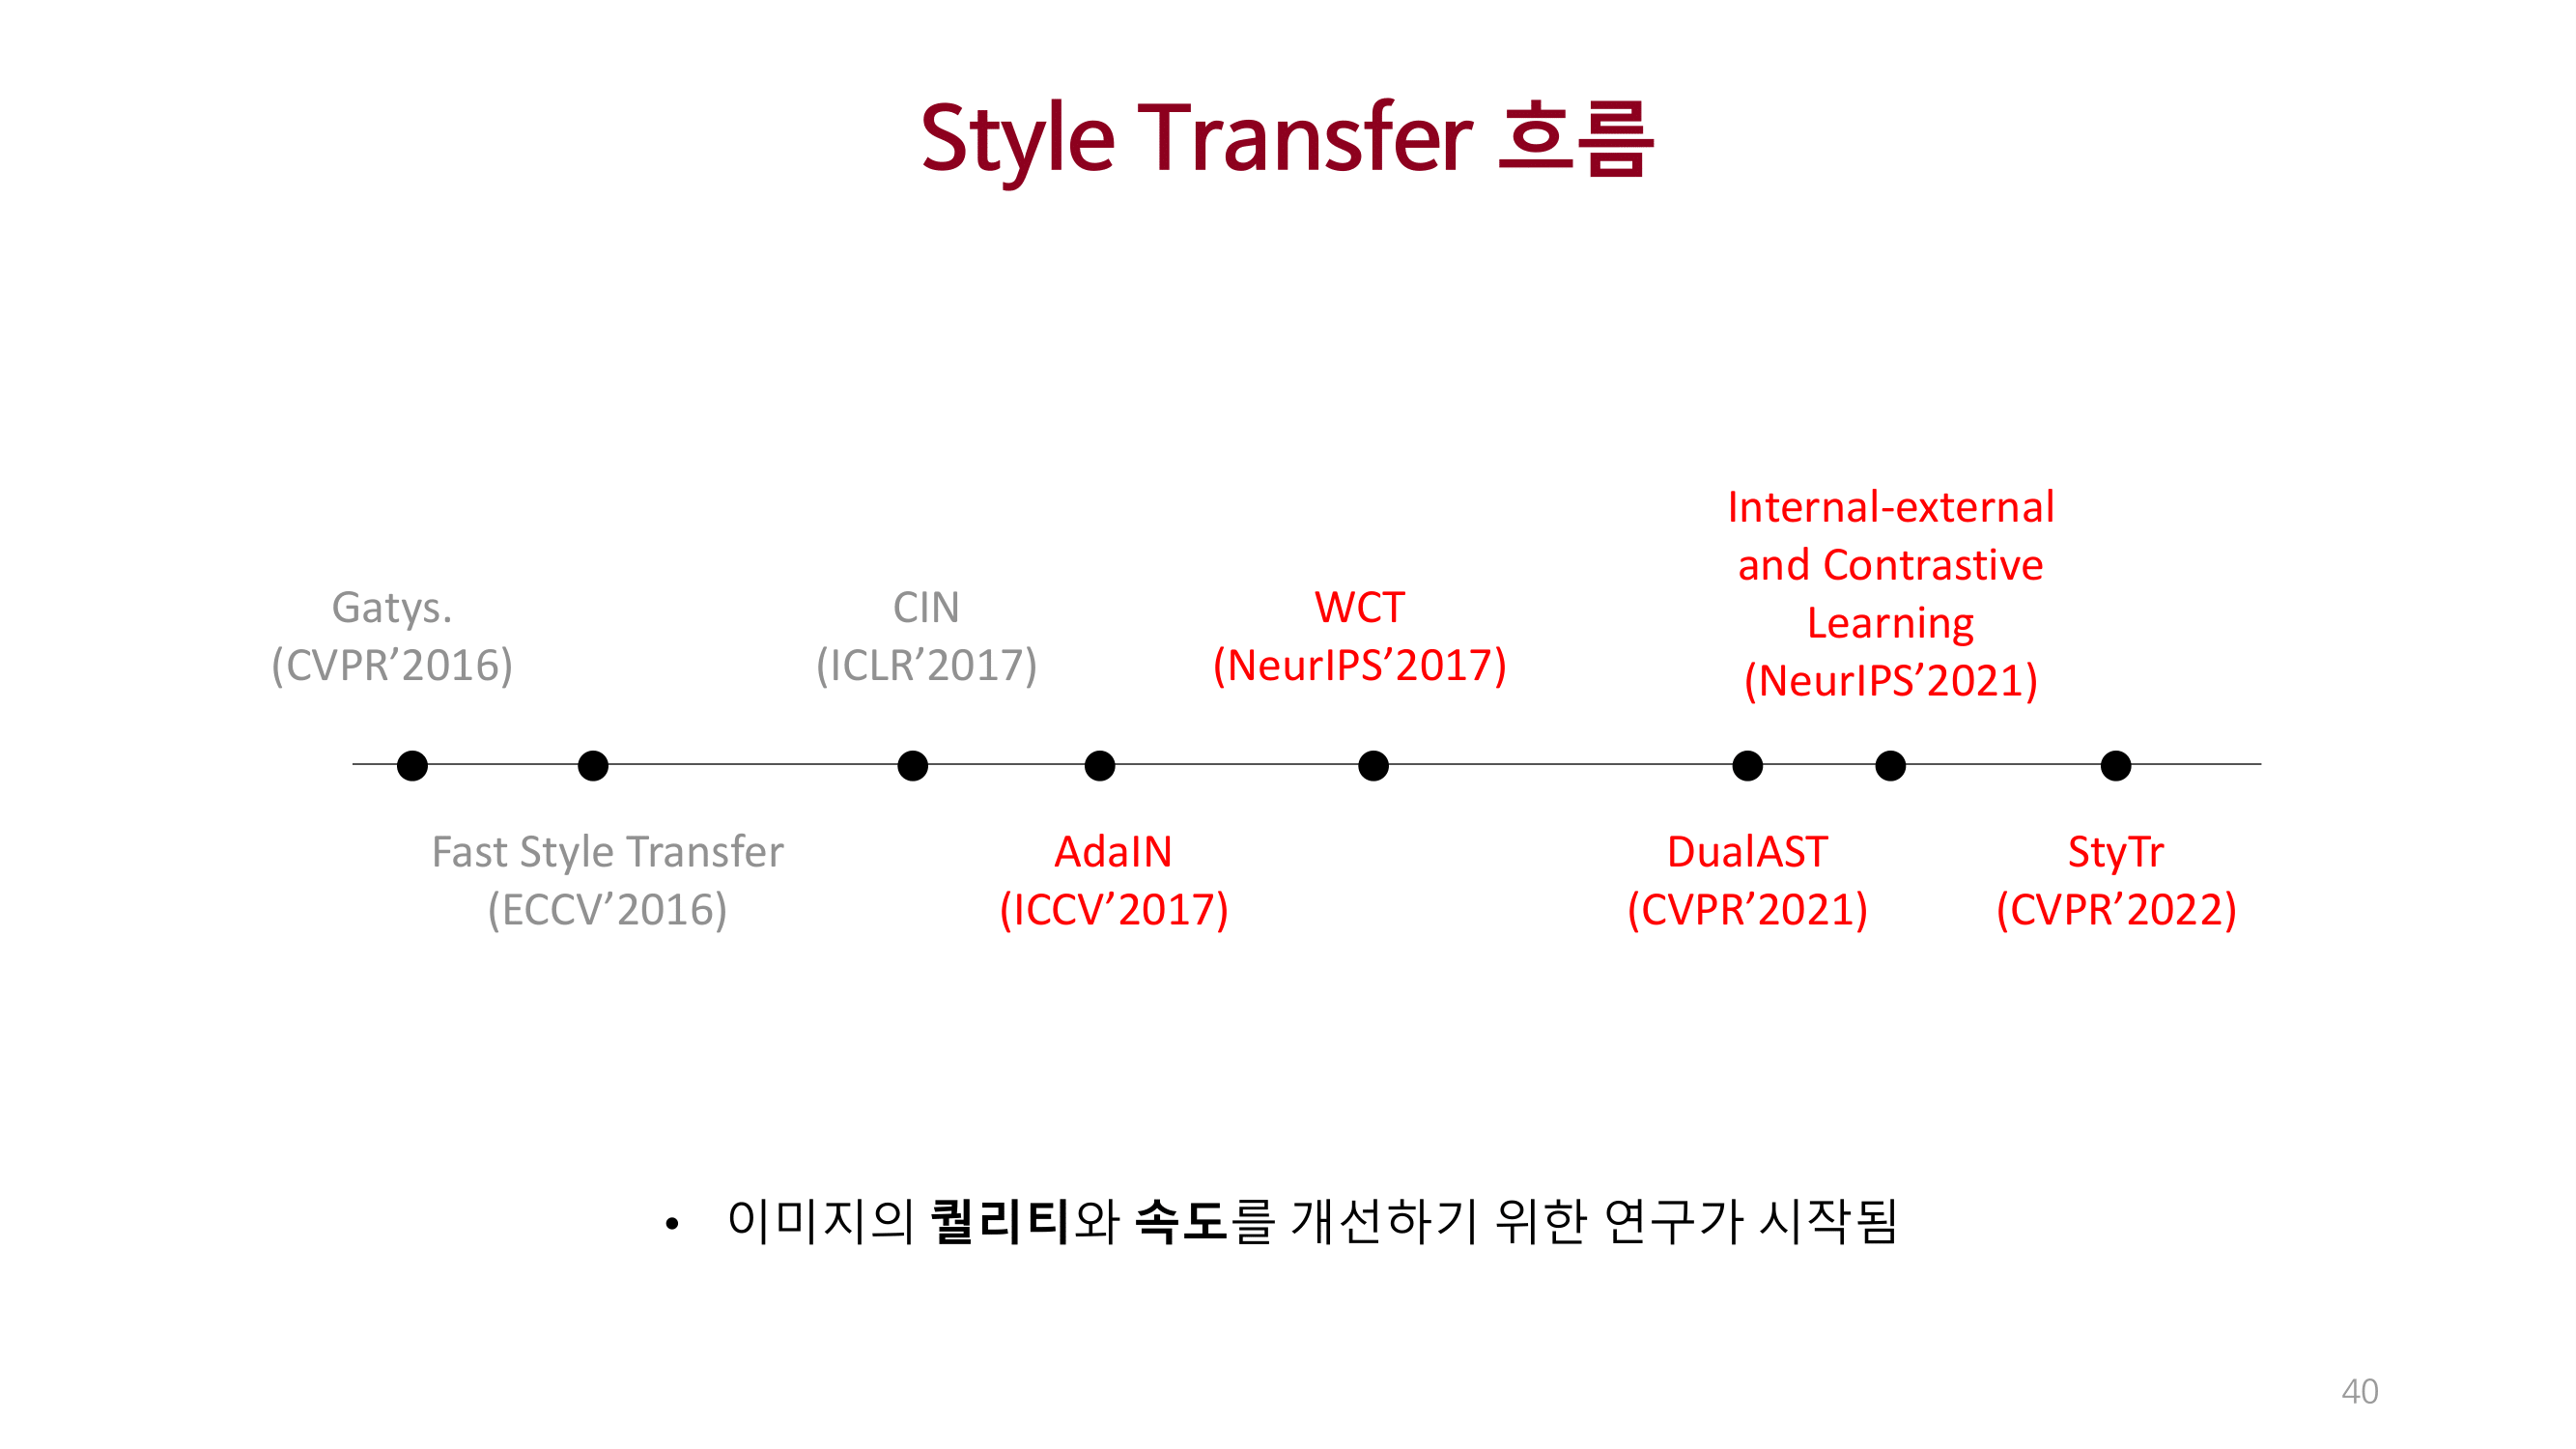 Style Transfer 흐름
Gatys.
(CVPR’2016)
CIN
(ICLR’2017)
WCT
(NeurIPS’2017)
Internal-external
and Contrastive
Learning
(NeurIPS’2021)
Fast Style Transfer
(ECCV’2016)
AdaIN
(ICCV’2017)
DualAST
(CVPR’2021)
StyTr
(CVPR’2022)
• 이미지의 퀄리티와 속도를 개선하기 위한 연구가 시작됨
40